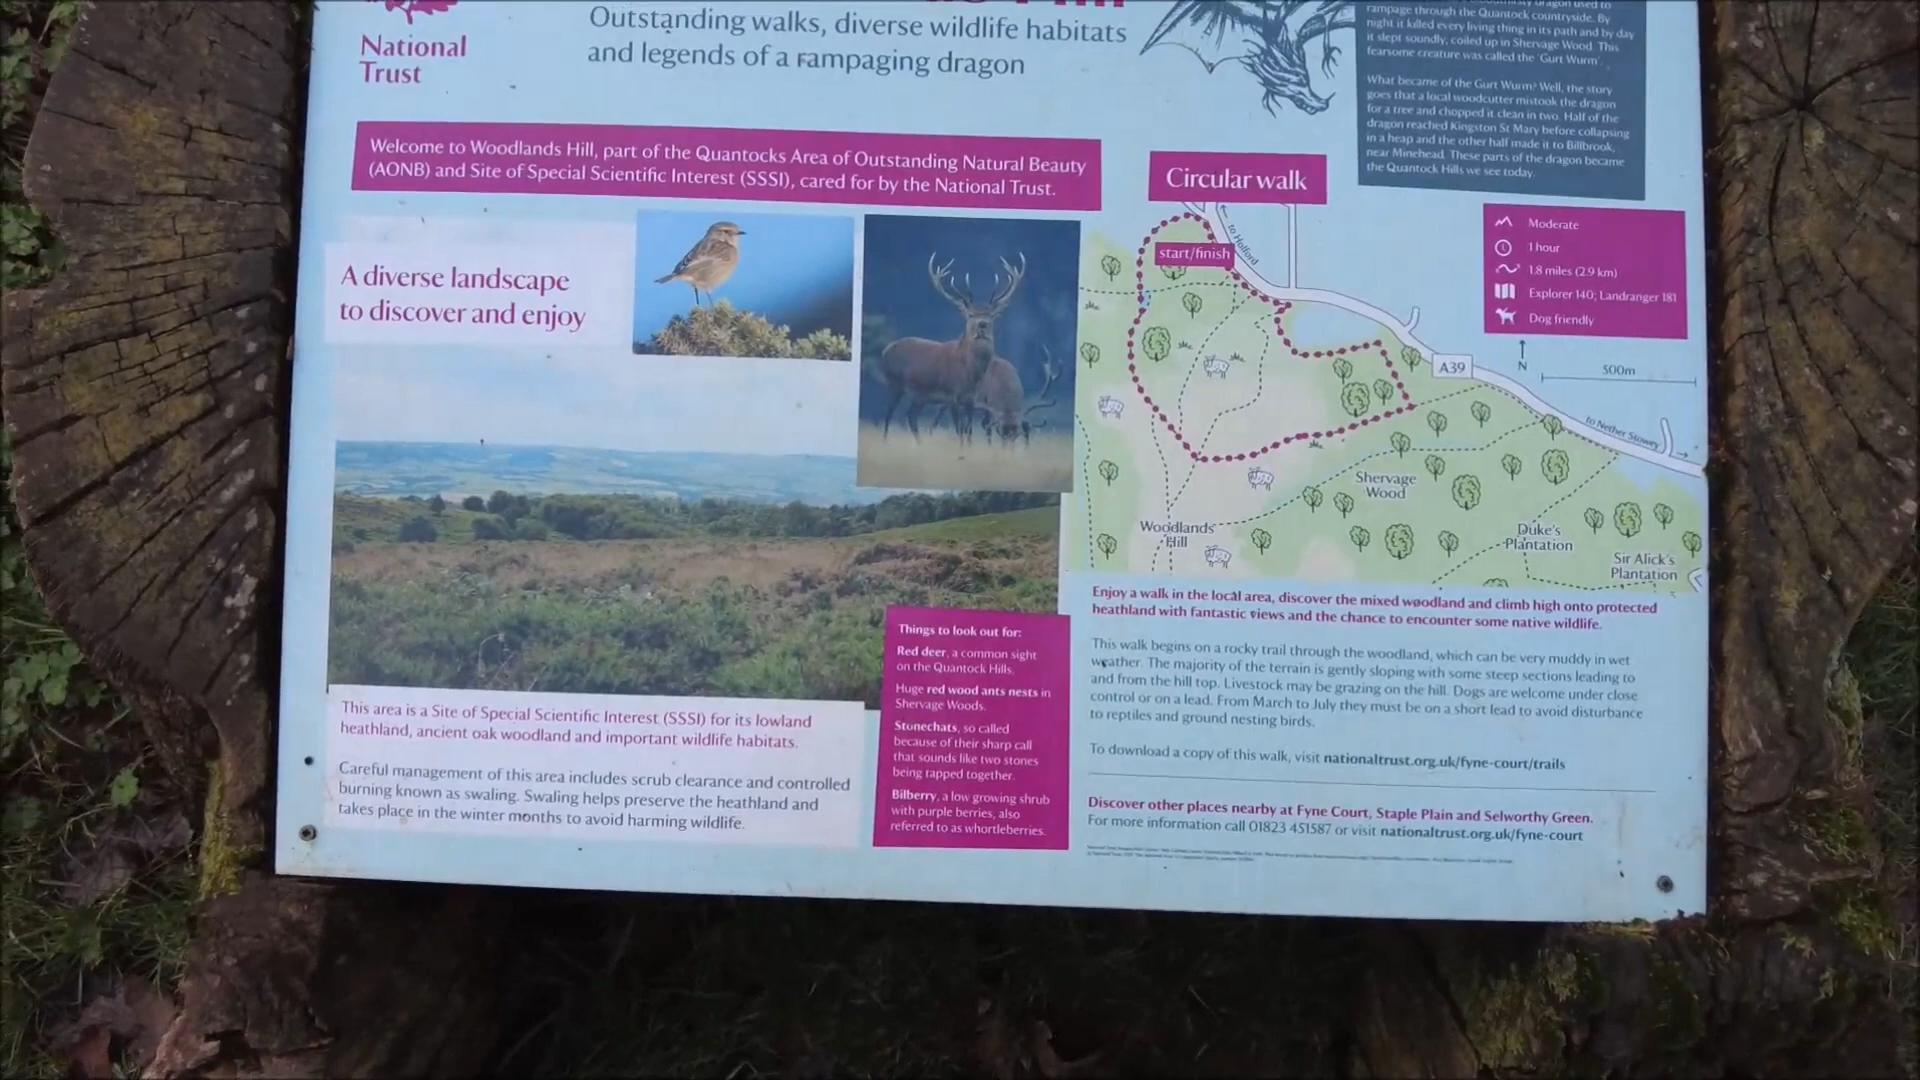 National
Trust
Outstanding walks, diverse wildlife habitats
and legends of a rampaging dragon
dragon used to
rampage through the Quantock countryside. By
night it killed every living thing in its path and by day
it slept soundly, coiled up in Shervage Wood. This
fearsome creature was called the 'Gurt Wurm'.
What became of the Gurt Wurm? Well, the story
goes that a local woodcutter mistook the dragon
for a tree and chopped it clean in two. Half of the
dragon reached Kingston St Mary before collapsing
in a heap and the other half made it to Bilbrook,
near Minehead. These parts of the dragon became
the Quantock Hills we see today.
Welcome to Woodlands Hill, part of the Quantocks Area of Outstanding Natural Beauty
(AONB) and Site of Special Scientific Interest (SSSI), cared for by the National Trust.
A diverse landscape
to discover and enjoy
This area is a Site of Special Scientific Interest (SSSI) for its lowland
heathland, ancient oak woodland and important wildlife habitats.
Careful management of this area includes scrub clearance and controlled
burning known as swaling. Swaling helps preserve the heathland and
takes place in the winter months to avoid harming wildlife.
Things to look out for:
Red deer, a common sight
on the Quantock Hills.
Huge red wood ants nests in
Shervage Woods.
Stonechats, so called
because of their sharp call
that sounds like two stones
being tapped together.
Bilberry, a low growing shrub
with purple berries, also
referred to as whortleberries.
Circular walk
Moderate
1 hour
1.8 miles (2.9 km)
Explorer 140; Landranger 181
Dog friendly
to Holford
start/finish
A39
N
500m
to Nether Stowey
Shervage
Wood
Woodlands
Hill
Duke's
Plantation
Sir Alick's
Plantation
Enjoy a walk in the local area, discover the mixed woodland and climb high onto protected
heathland with fantastic views and the chance to encounter some native wildlife.
This walk begins on a rocky trail through the woodland, which can be very muddy in wet
weather. The majority of the terrain is gently sloping with some steep sections leading to
and from the hill top. Livestock may be grazing on the hill. Dogs are welcome under close
control or on a lead. From March to July they must be on a short lead to avoid disturbance
to reptiles and ground nesting birds.
To download a copy of this walk, visit nationaltrust.org.uk/fyne-court/trails
Discover other places nearby at Fyne Court, Staple Plain and Selworthy Green.
For more information call 01823 451587 or visit nationaltrust.org.uk/fyne-court